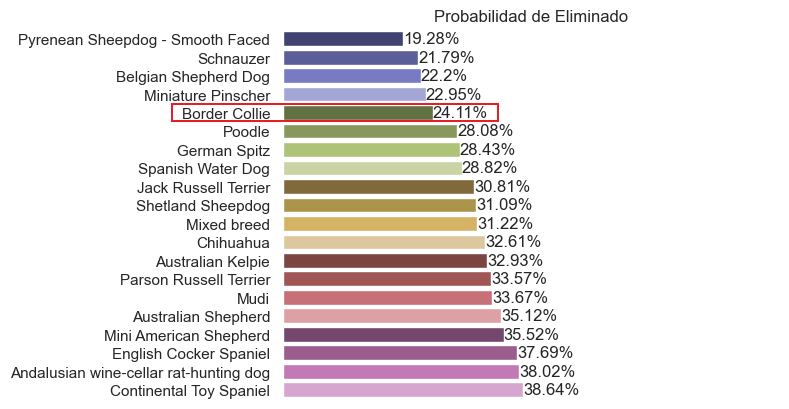 Probabilidad de Eliminado
Pyrenean Sheepdog - Smooth Faced 19.28%
Schnauzer 21.79%
Belgian Shepherd Dog 22.2%
Miniature Pinscher 22.95%
Border Collie 24.11%
Poodle 28.08%
German Spitz 28.43%
Spanish Water Dog 28.82%
Jack Russell Terrier 30.81%
Shetland Sheepdog 31.09%
Mixed breed 31.22%
Chihuahua 32.61%
Australian Kelpie 32.93%
Parson Russell Terrier 33.57%
Mudi 33.67%
Australian Shepherd 35.12%
Mini American Shepherd 35.52%
English Cocker Spaniel 37.69%
Andalusian wine-cellar rat-hunting dog 38.02%
Continental Toy Spaniel 38.64%